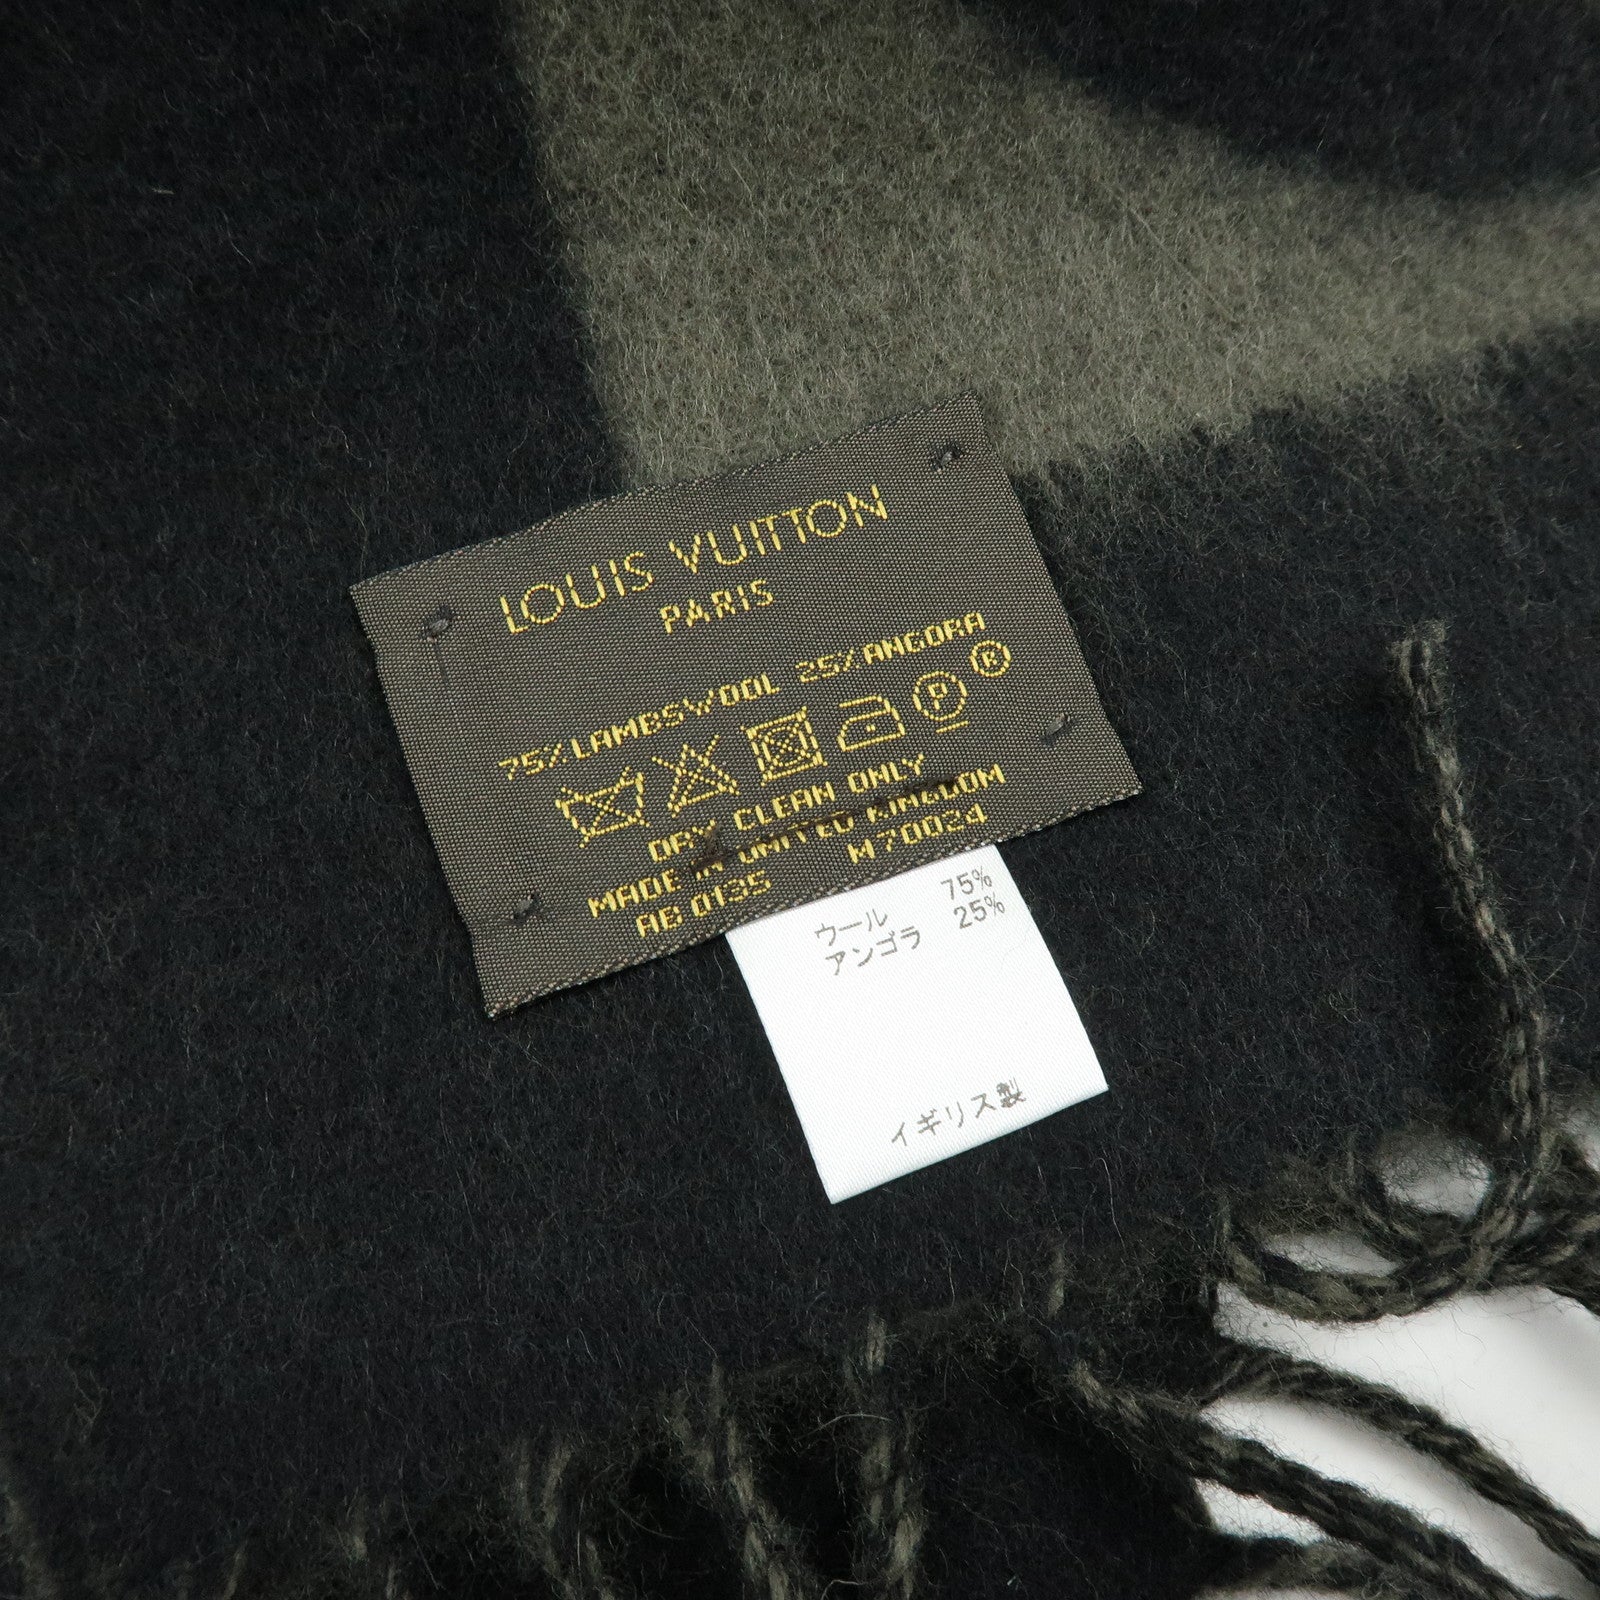 LOUIS VUITTON
PARIS
75% LAMBSWOOL 25% ANGORA
P R
DRY CLEAN ONLY
MADE IN UNITED KINGDOM
AB 0135 M 70024
ウール 75%
アンゴラ 25%
イギリス製